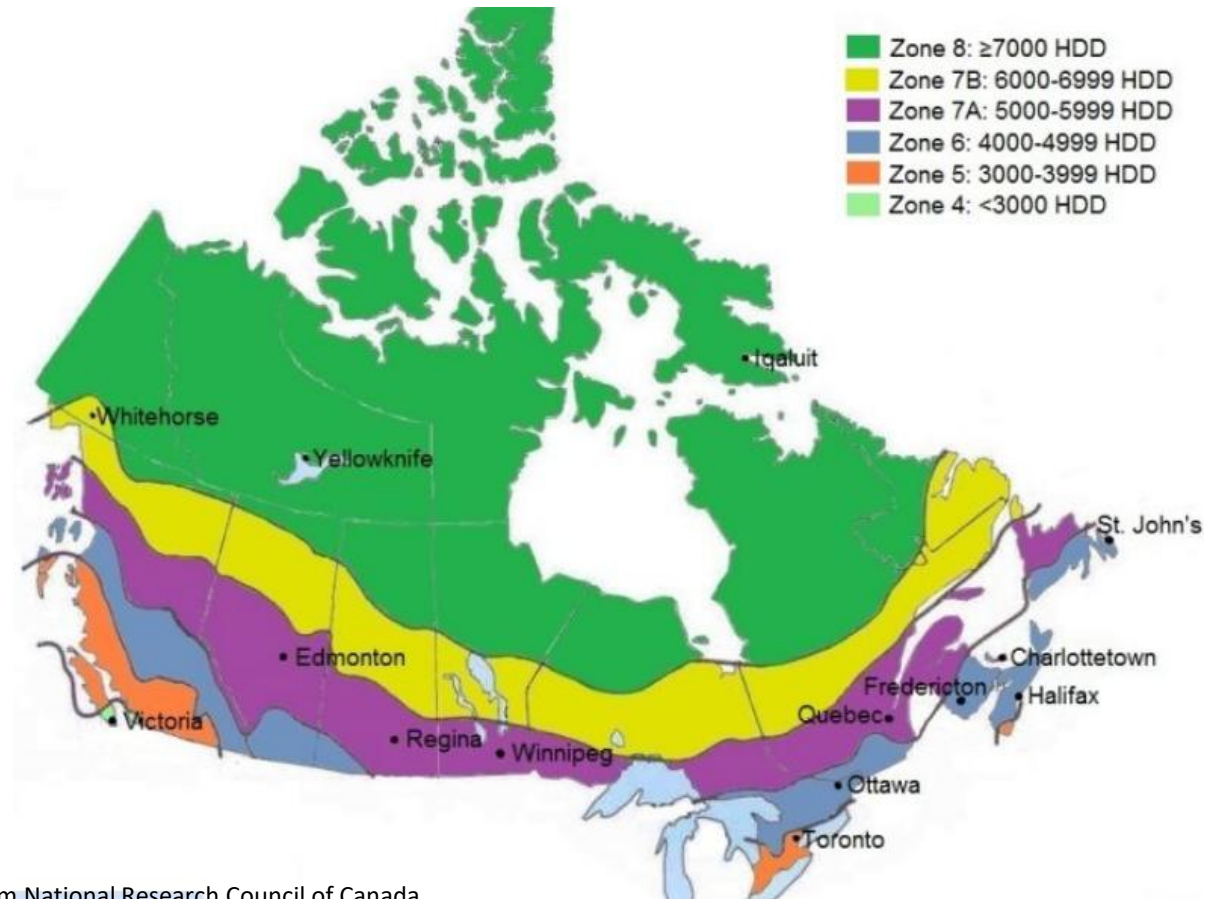 Zone 8: ≥7000 HDD
Zone 7B: 6000-6999 HDD
Zone 7A: 5000-5999 HDD
Zone 6: 4000-4999 HDD
Zone 5: 3000-3999 HDD
Zone 4: <3000 HDD
Iqaluit
Whitehorse
Yellowknife
St. John's
Edmonton
Charlottetown
Fredericton
Halifax
Victoria
Quebec
Regina
Winnipeg
Ottawa
Toronto
m National Research Council of Canada